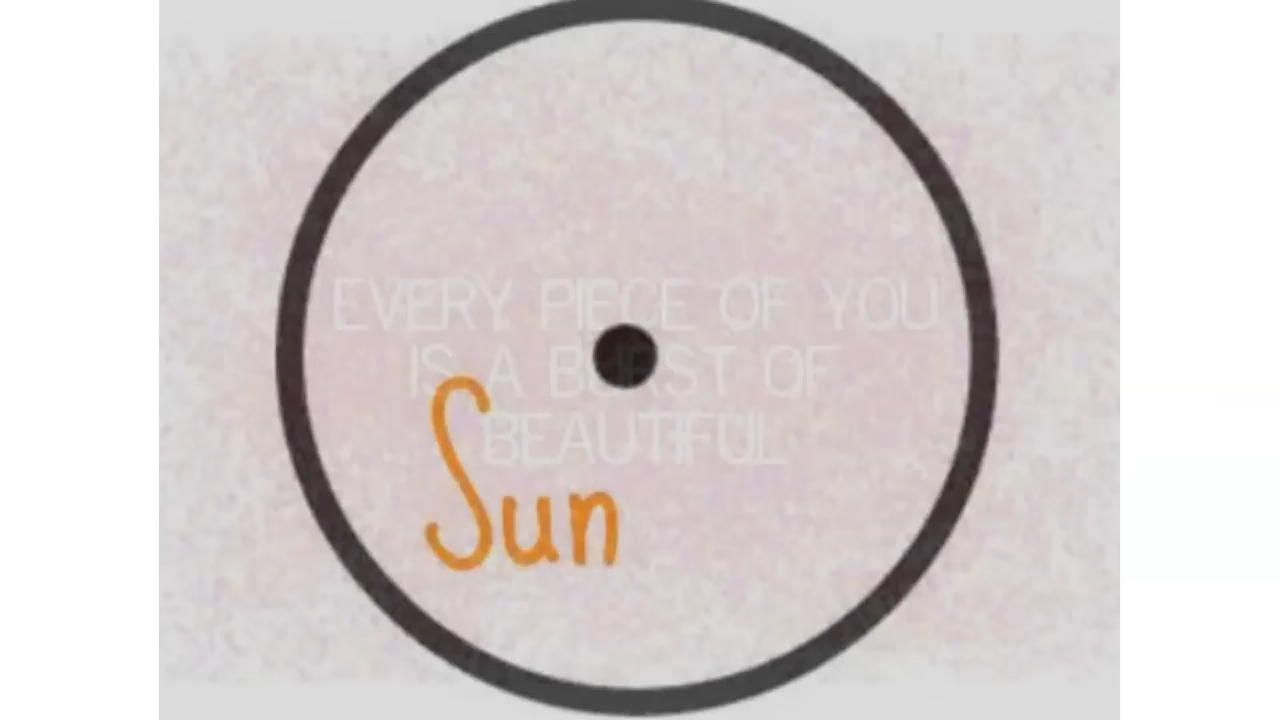 EVERY PIECE OF YOU
IS A BURST OF
BEAUTIFUL
Sun